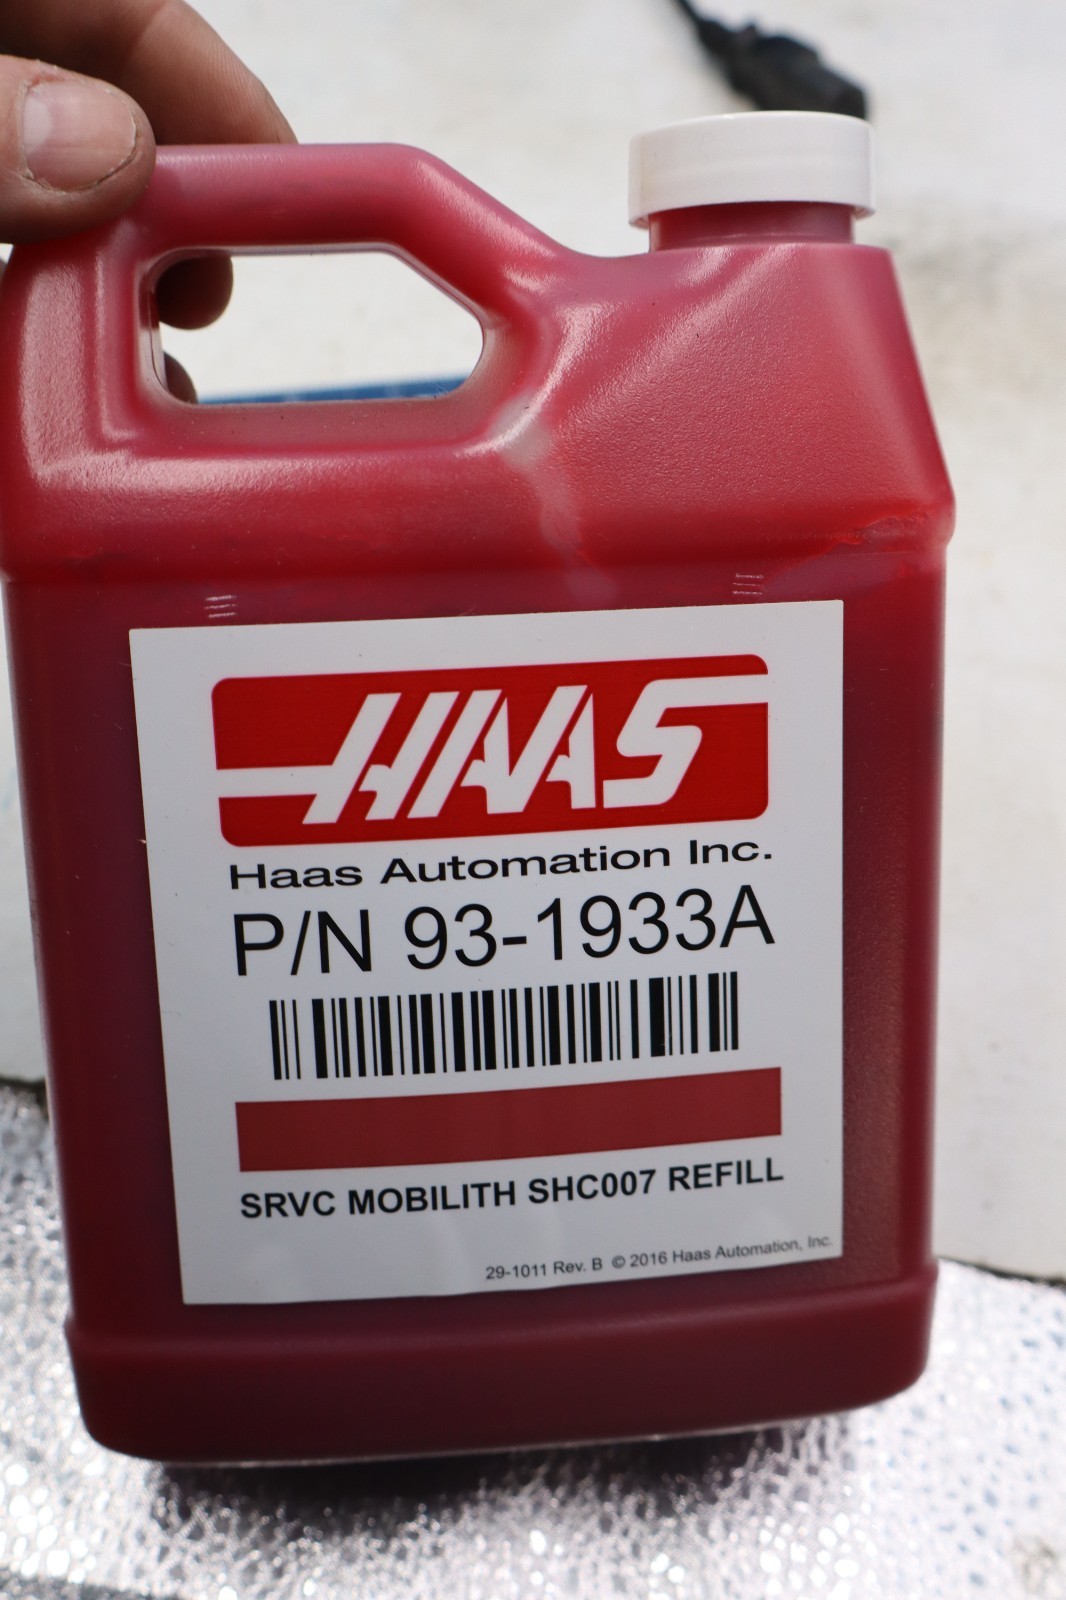 HAAS
Haas Automation Inc.
P/N 93-1933A
SRVC MOBILITH SHC007 REFILL
29-1011 Rev. B © 2016 Haas Automation, Inc.